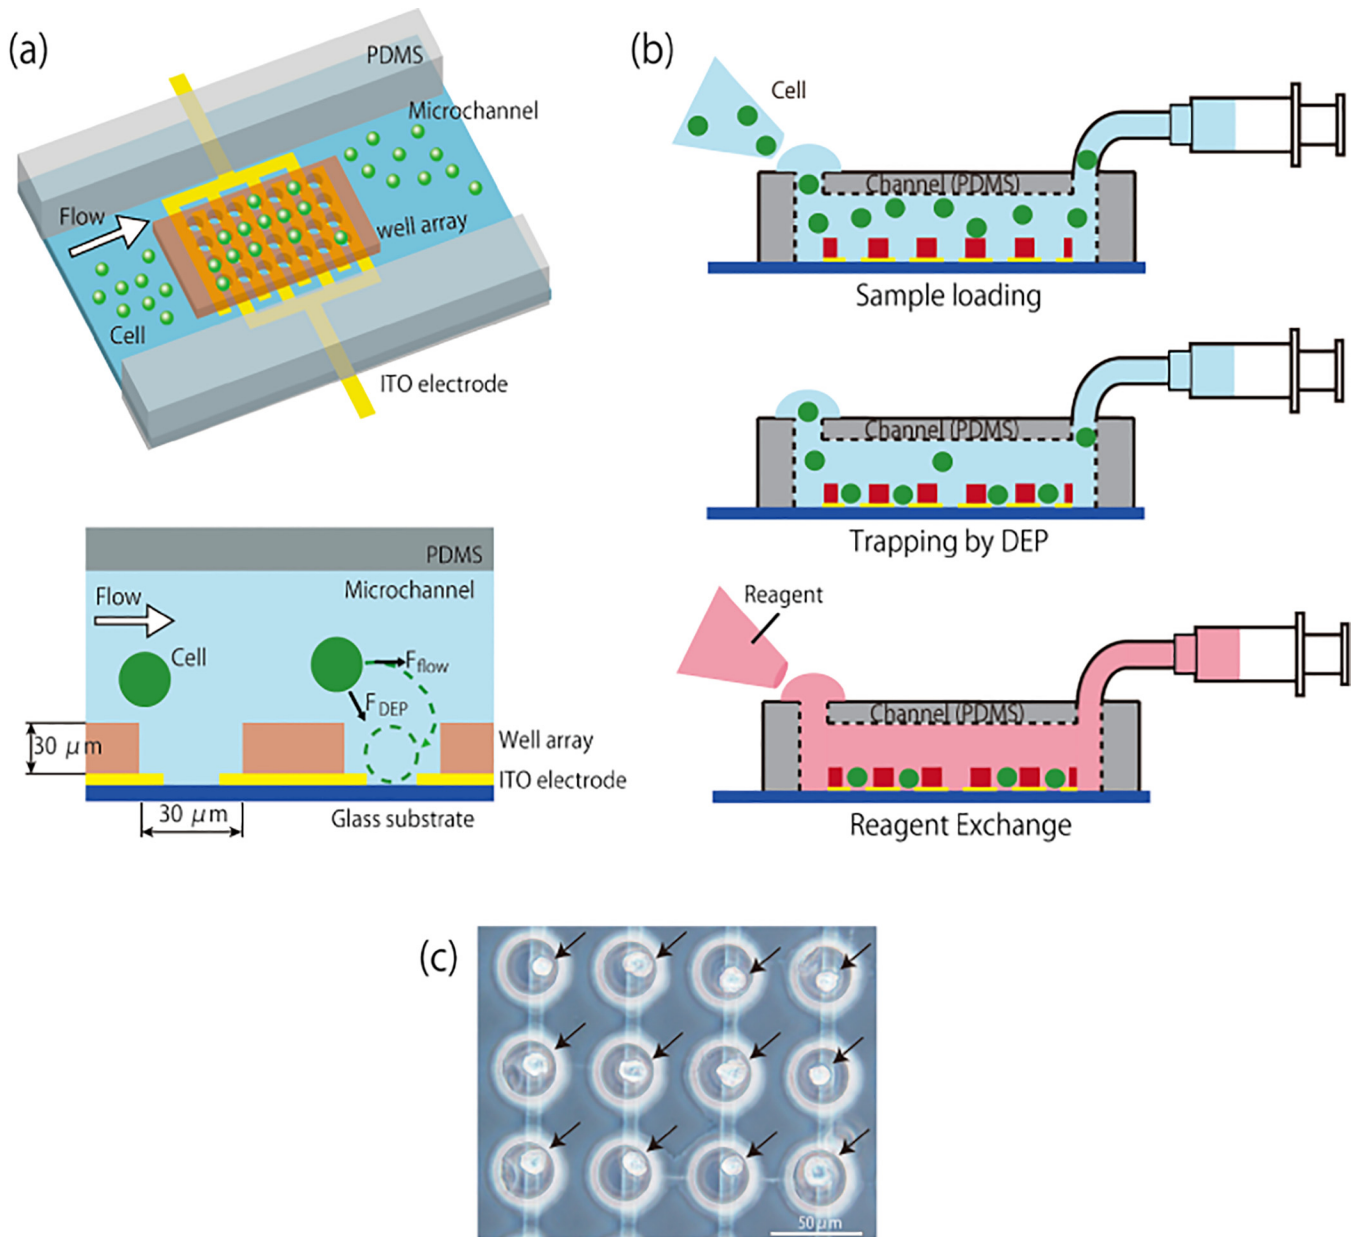 (a)
PDMS
Microchannel
Flow
well array
Cell
ITO electrode
PDMS
Microchannel
Flow
Cell
F flow
F DEP
30 μm
Well array
ITO electrode
30 μm
Glass substrate
(b)
Cell
Channel (PDMS)
Sample loading
Channel (PDMS)
Trapping by DEP
Reagent
Channel (PDMS)
Reagent Exchange
(c)
50 μm